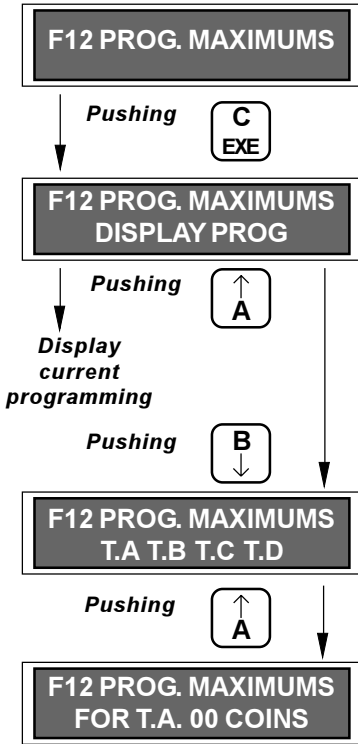 F12 PROG. MAXIMUMS
Pushing
C
EXE
F12 PROG. MAXIMUMS
DISPLAY PROG
Pushing
↑
A
Display
current
programming
Pushing
B
↓
F12 PROG. MAXIMUMS
T.A T.B T.C T.D
Pushing
↑
A
F12 PROG. MAXIMUMS
FOR T.A. 00 COINS